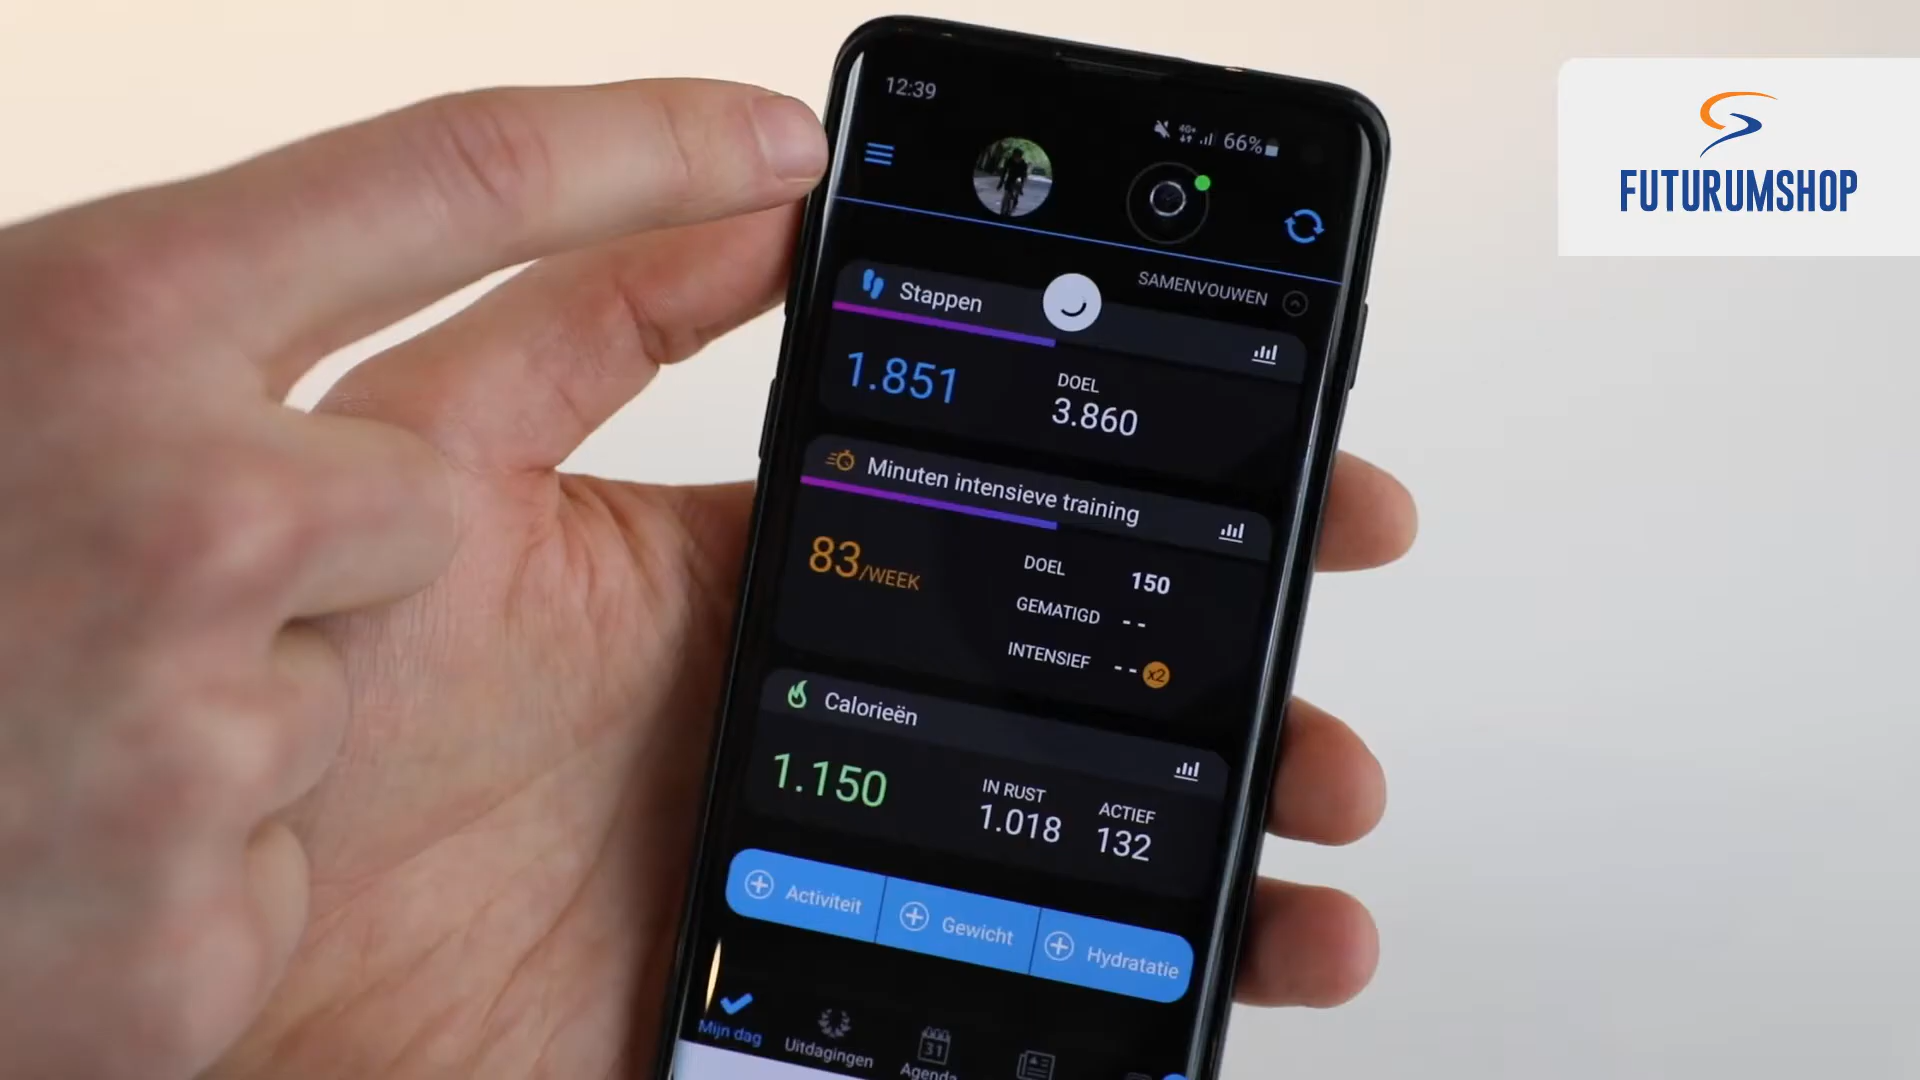 12:39
4G+ 66%
FUTURUMSHOP
SAMENVOUWEN
Stappen
1.851
DOEL
3.860
Minuten intensieve training
83/WEEK
DOEL 150
GEMATIGD --
INTENSIEF -- x2
Calorieën
1.150
IN RUST
1.018
ACTIEF
132
Activiteit
Gewicht
Hydratatie
Mijn dag
Uitdagingen
31
Agenda